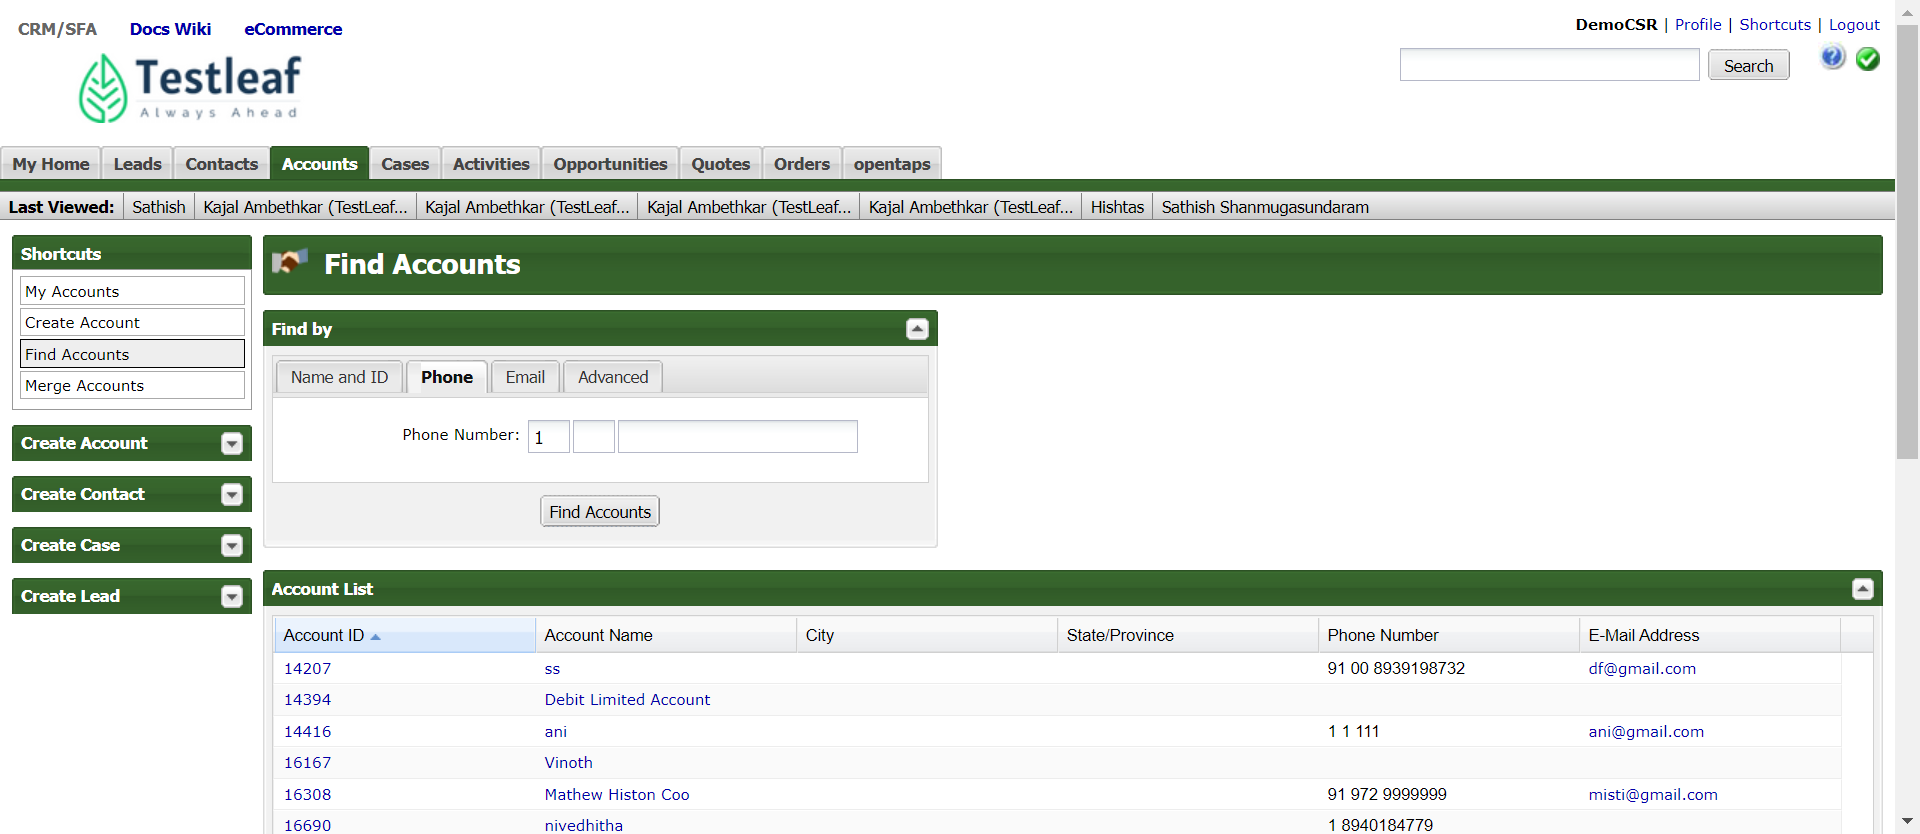 CRM/SFA Docs Wiki eCommerce
DemoCSR | Profile | Shortcuts | Logout
Search
Testleaf
Always Ahead
My Home Leads Contacts Accounts Cases Activities Opportunities Quotes Orders opentaps
Last Viewed: Sathish Kajal Ambethkar (TestLeaf... Kajal Ambethkar (TestLeaf... Kajal Ambethkar (TestLeaf... Kajal Ambethkar (TestLeaf... Hishtas Sathish Shanmugasundaram
Shortcuts
My Accounts
Create Account
Find Accounts
Merge Accounts
Create Account
Create Contact
Create Case
Create Lead
Find Accounts
Find by
Name and ID Phone Email Advanced
Phone Number: 1
Find Accounts
Account List
Account ID Account Name City State/Province Phone Number E-Mail Address
14207 ss 91 00 8939198732 df@gmail.com
14394 Debit Limited Account
14416 ani 1 1 111 ani@gmail.com
16167 Vinoth
16308 Mathew Histon Coo 91 972 9999999 misti@gmail.com
16690 nivedhitha 1 8940184779